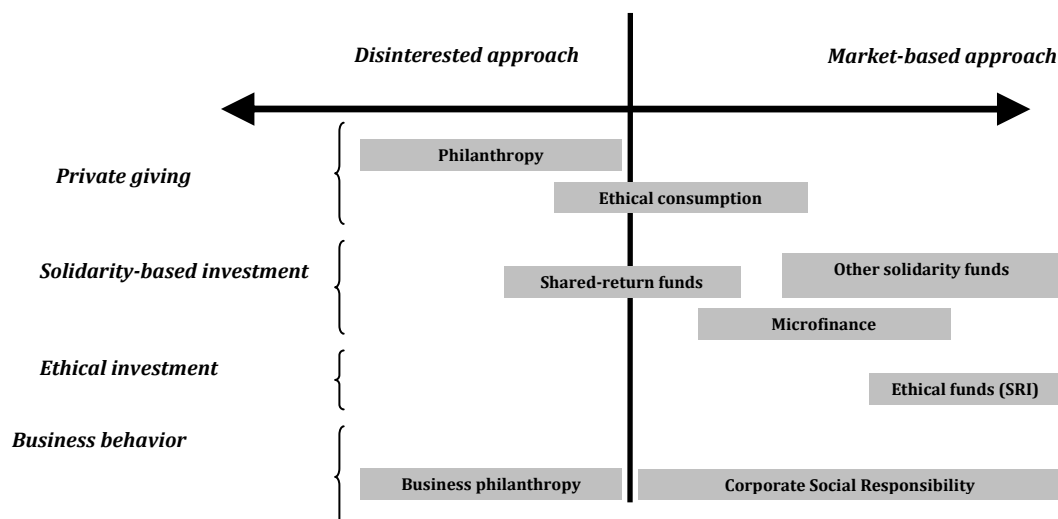 Disinterested approach
Market-based approach
Private giving
Philanthropy
Ethical consumption
Solidarity-based investment
Other solidarity funds
Shared-return funds
Microfinance
Ethical investment
Ethical funds (SRI)
Business behavior
Business philanthropy
Corporate Social Responsibility